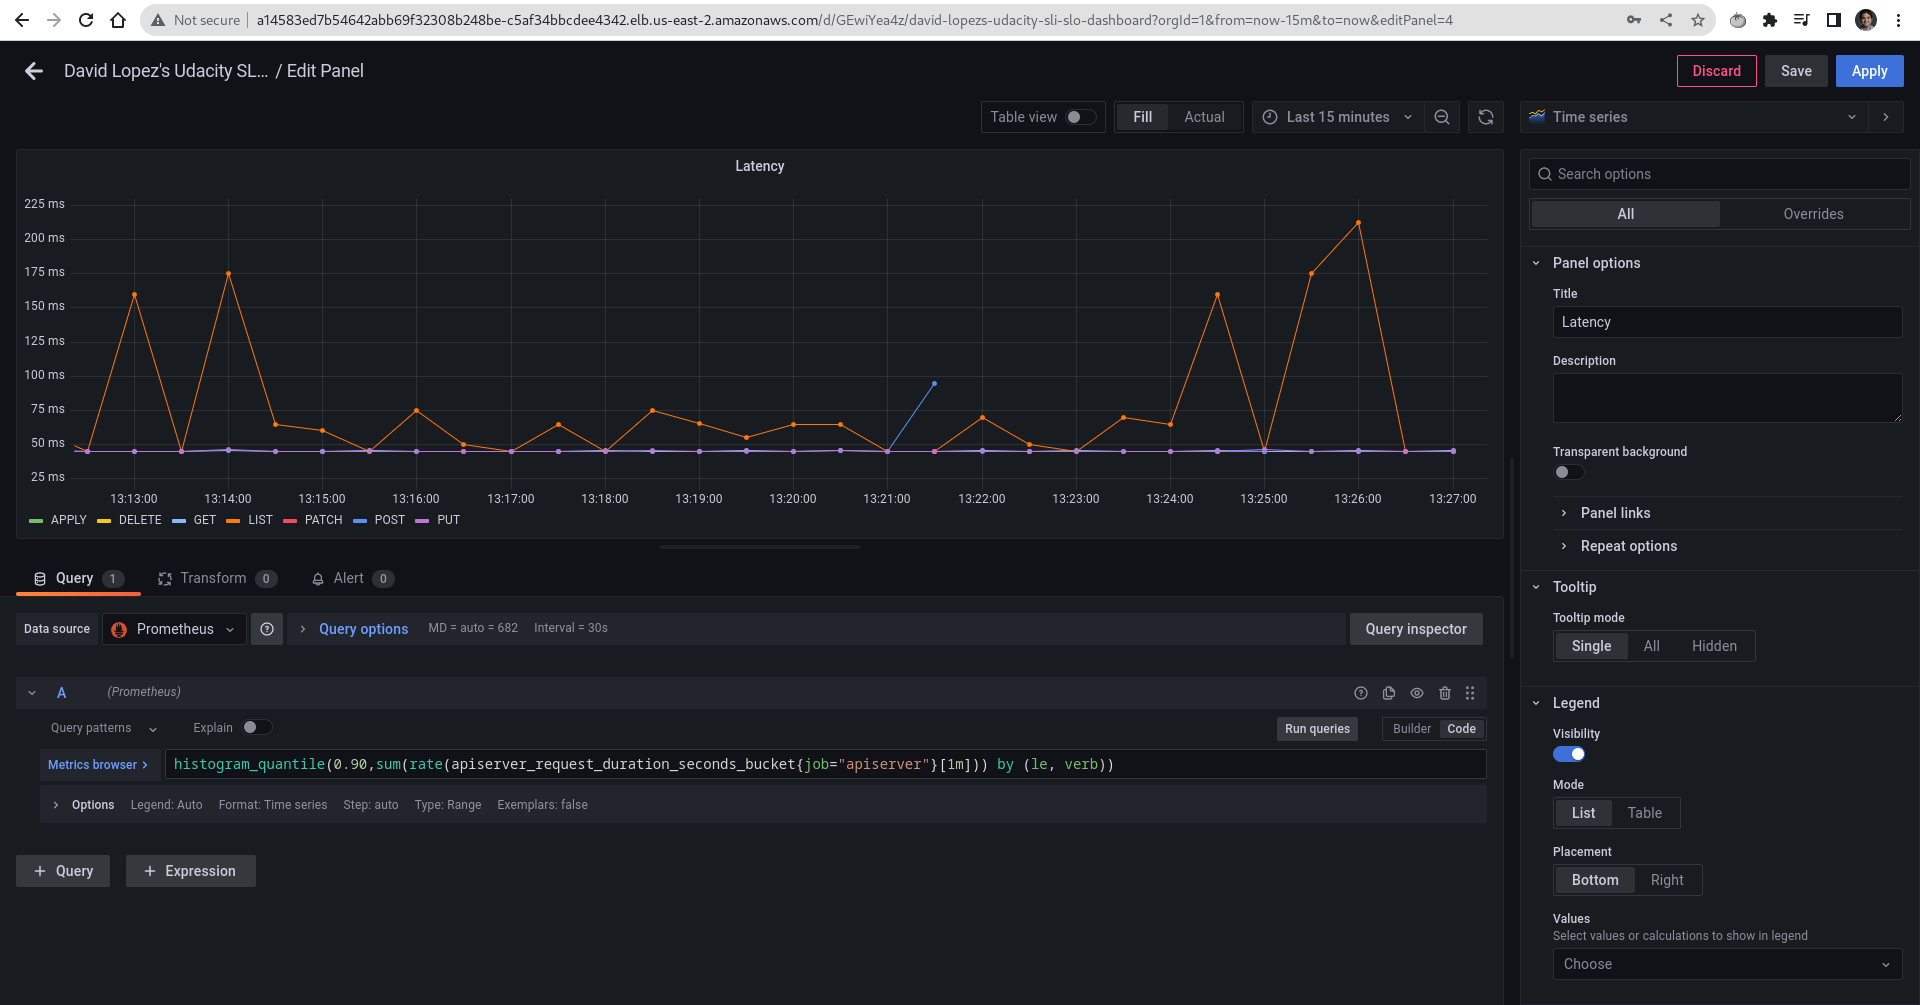 Not secure
a14583ed7b54642abb69f32308b248be-c5af34bbcdee4342.elb.us-east-2.amazonaws.com/d/GEwiYea4z/david-lopezs-udacity-sli-slo-dashboard?orgId=1&from=now-15m&to=now&editPanel=4
David Lopez's Udacity SL... / Edit Panel
Discard Save Apply
Table view Fill Actual Last 15 minutes Time series
Latency
225 ms
200 ms
175 ms
150 ms
125 ms
100 ms
75 ms
50 ms
25 ms
13:13:00 13:14:00 13:15:00 13:16:00 13:17:00 13:18:00 13:19:00 13:20:00 13:21:00 13:22:00 13:23:00 13:24:00 13:25:00 13:26:00 13:27:00
APPLY DELETE GET LIST PATCH POST PUT
Query 1 Transform 0 Alert 0
Data source Prometheus Query options MD = auto = 682 Interval = 30s Query inspector
A (Prometheus)
Query patterns Explain Run queries Builder Code
Metrics browser > histogram_quantile(0.90,sum(rate(apiserver_request_duration_seconds_bucket{job="apiserver"}[1m])) by (le, verb))
Options Legend: Auto Format: Time series Step: auto Type: Range Exemplars: false
+ Query + Expression
Search options
All Overrides
Panel options
Title
Latency
Description
Transparent background
Panel links
Repeat options
Tooltip
Tooltip mode
Single All Hidden
Legend
Visibility
Mode
List Table
Placement
Bottom Right
Values
Select values or calculations to show in legend
Choose